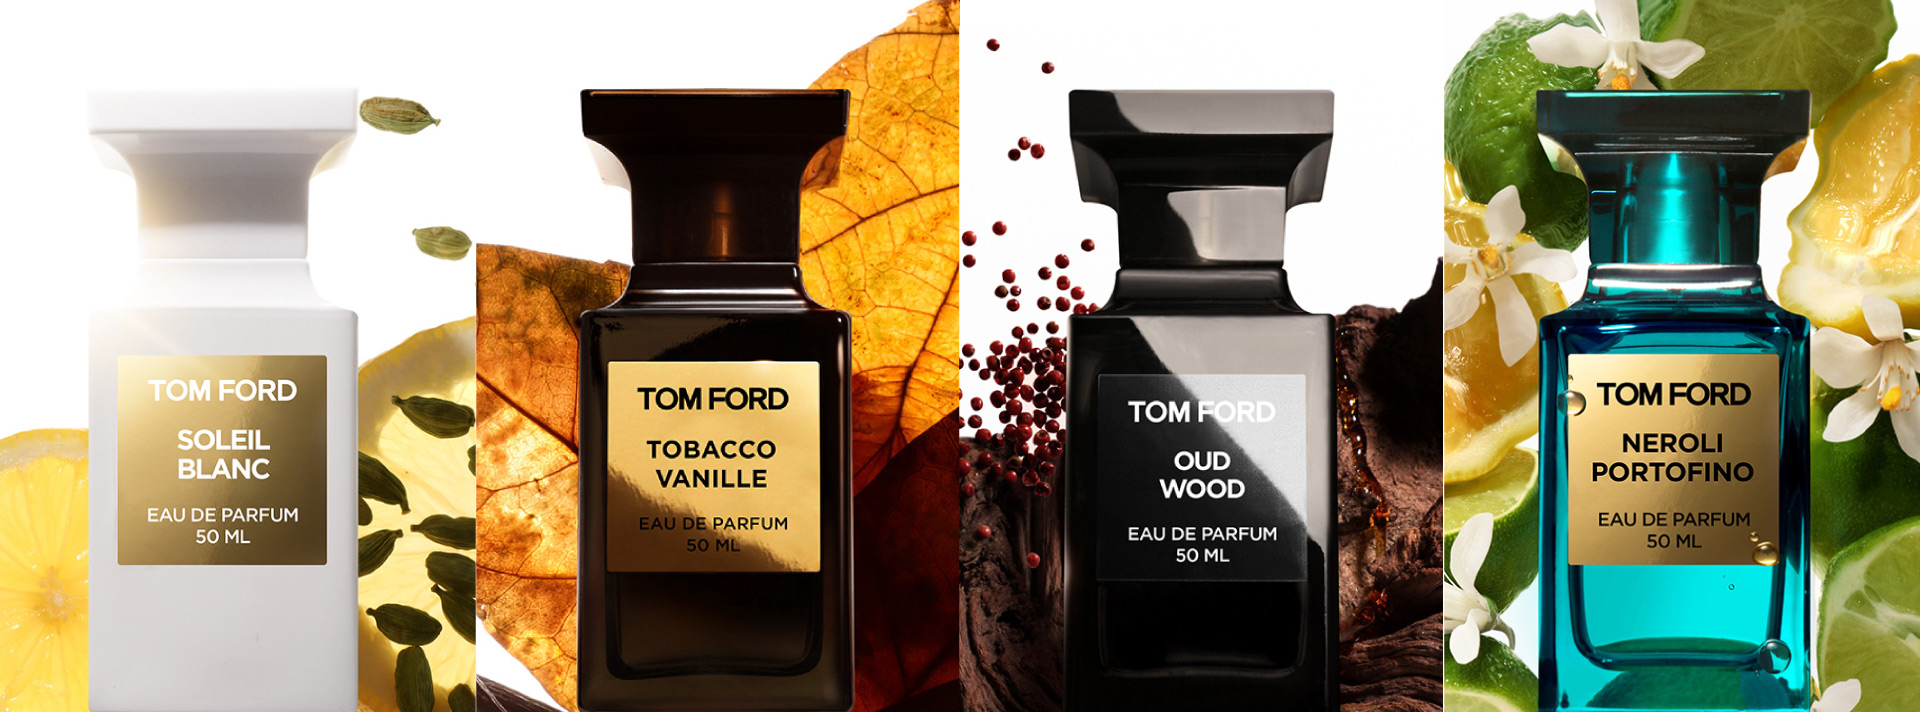 TOM FORD
SOLEIL
BLANC
EAU DE PARFUM
50 ML
TOM FORD
TOBACCO
VANILLE
EAU DE PARFUM
50 ML
TOM FORD
OUD
WOOD
EAU DE PARFUM
50 ML
TOM FORD
NEROLI
PORTOFINO
EAU DE PARFUM
50 ML